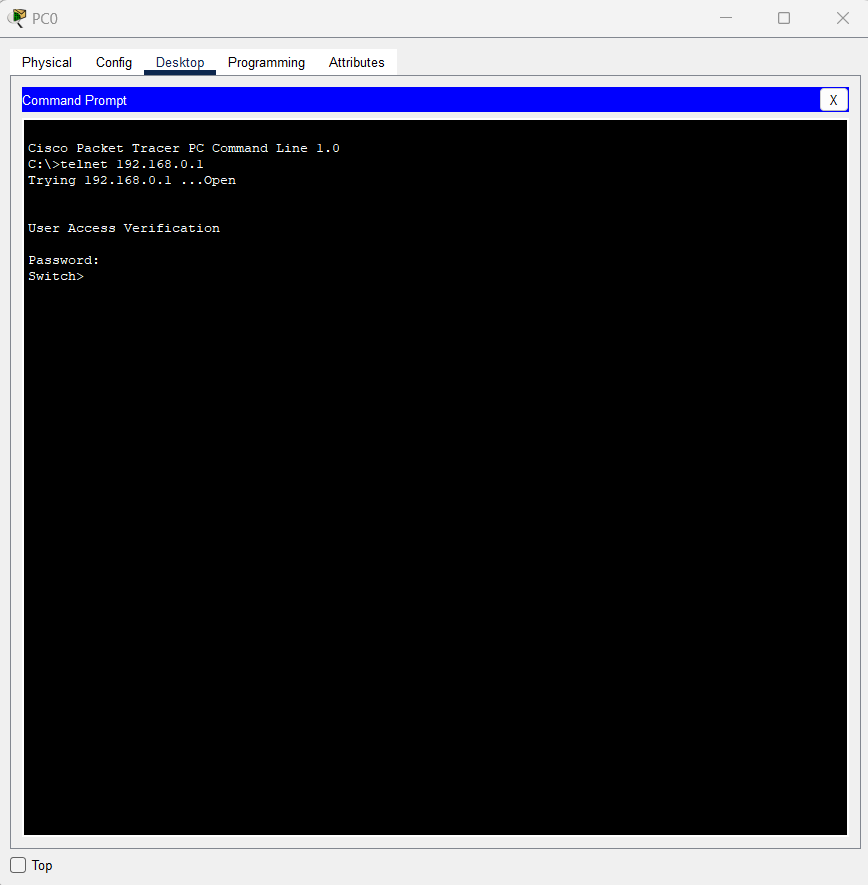 PC0
Physical Config Desktop Programming Attributes
Command Prompt
X
Cisco Packet Tracer PC Command Line 1.0
C:\>telnet 192.168.0.1
Trying 192.168.0.1 ...Open
User Access Verification
Password:
Switch>
Top